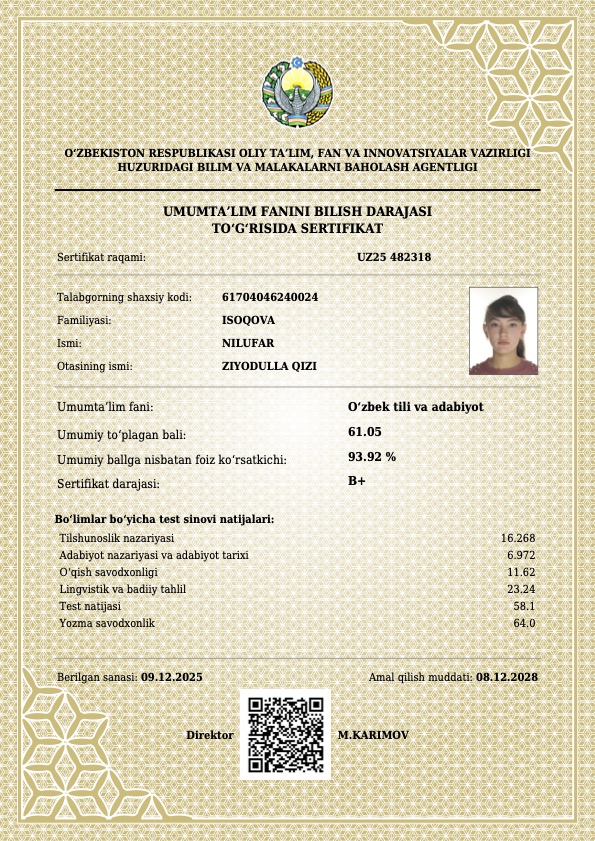 O‘ZBEKISTON RESPUBLIKASI OLIY TA’LIM, FAN VA INNOVATSIYALAR VAZIRLIGI
HUZURIDAGI BILIM VA MALAKALARNI BAHOLASH AGENTLIGI
UMUMTA’LIM FANINI BILISH DARAJASI
TO‘G‘RISIDA SERTIFIKAT
Sertifikat raqami: UZ25 482318
Talabgorning shaxsiy kodi: 61704046240024
Familiyasi: ISOQOVA
Ismi: NILUFAR
Otasining ismi: ZIYODULLA QIZI
Umumta’lim fani: O‘zbek tili va adabiyot
Umumiy to‘plagan bali: 61.05
Umumiy ballga nisbatan foiz ko‘rsatkichi: 93.92 %
Sertifikat darajasi: B+
Bo‘limlar bo‘yicha test sinovi natijalari:
Tilshunoslik nazariyasi 16.268
Adabiyot nazariyasi va adabiyot tarixi 6.972
O‘qish savodxonligi 11.62
Lingvistik va badiiy tahlil 23.24
Test natijasi 58.1
Yozma savodxonlik 64.0
Berilgan sanasi: 09.12.2025 Amal qilish muddati: 08.12.2028
Direktor M.KARIMOV